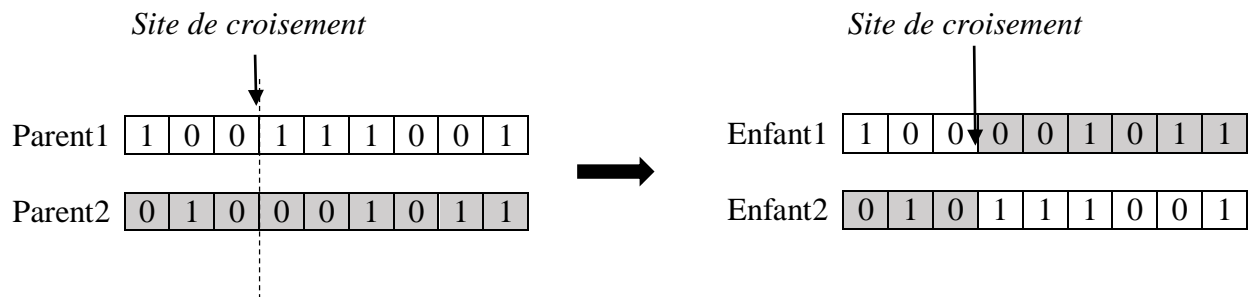 Site de croisement Site de croisement
Parent1 1 0 0 1 1 1 0 0 1 Enfant1 1 0 0 0 0 1 0 1 1
Parent2 0 1 0 0 0 1 0 1 1 Enfant2 0 1 0 1 1 1 0 0 1